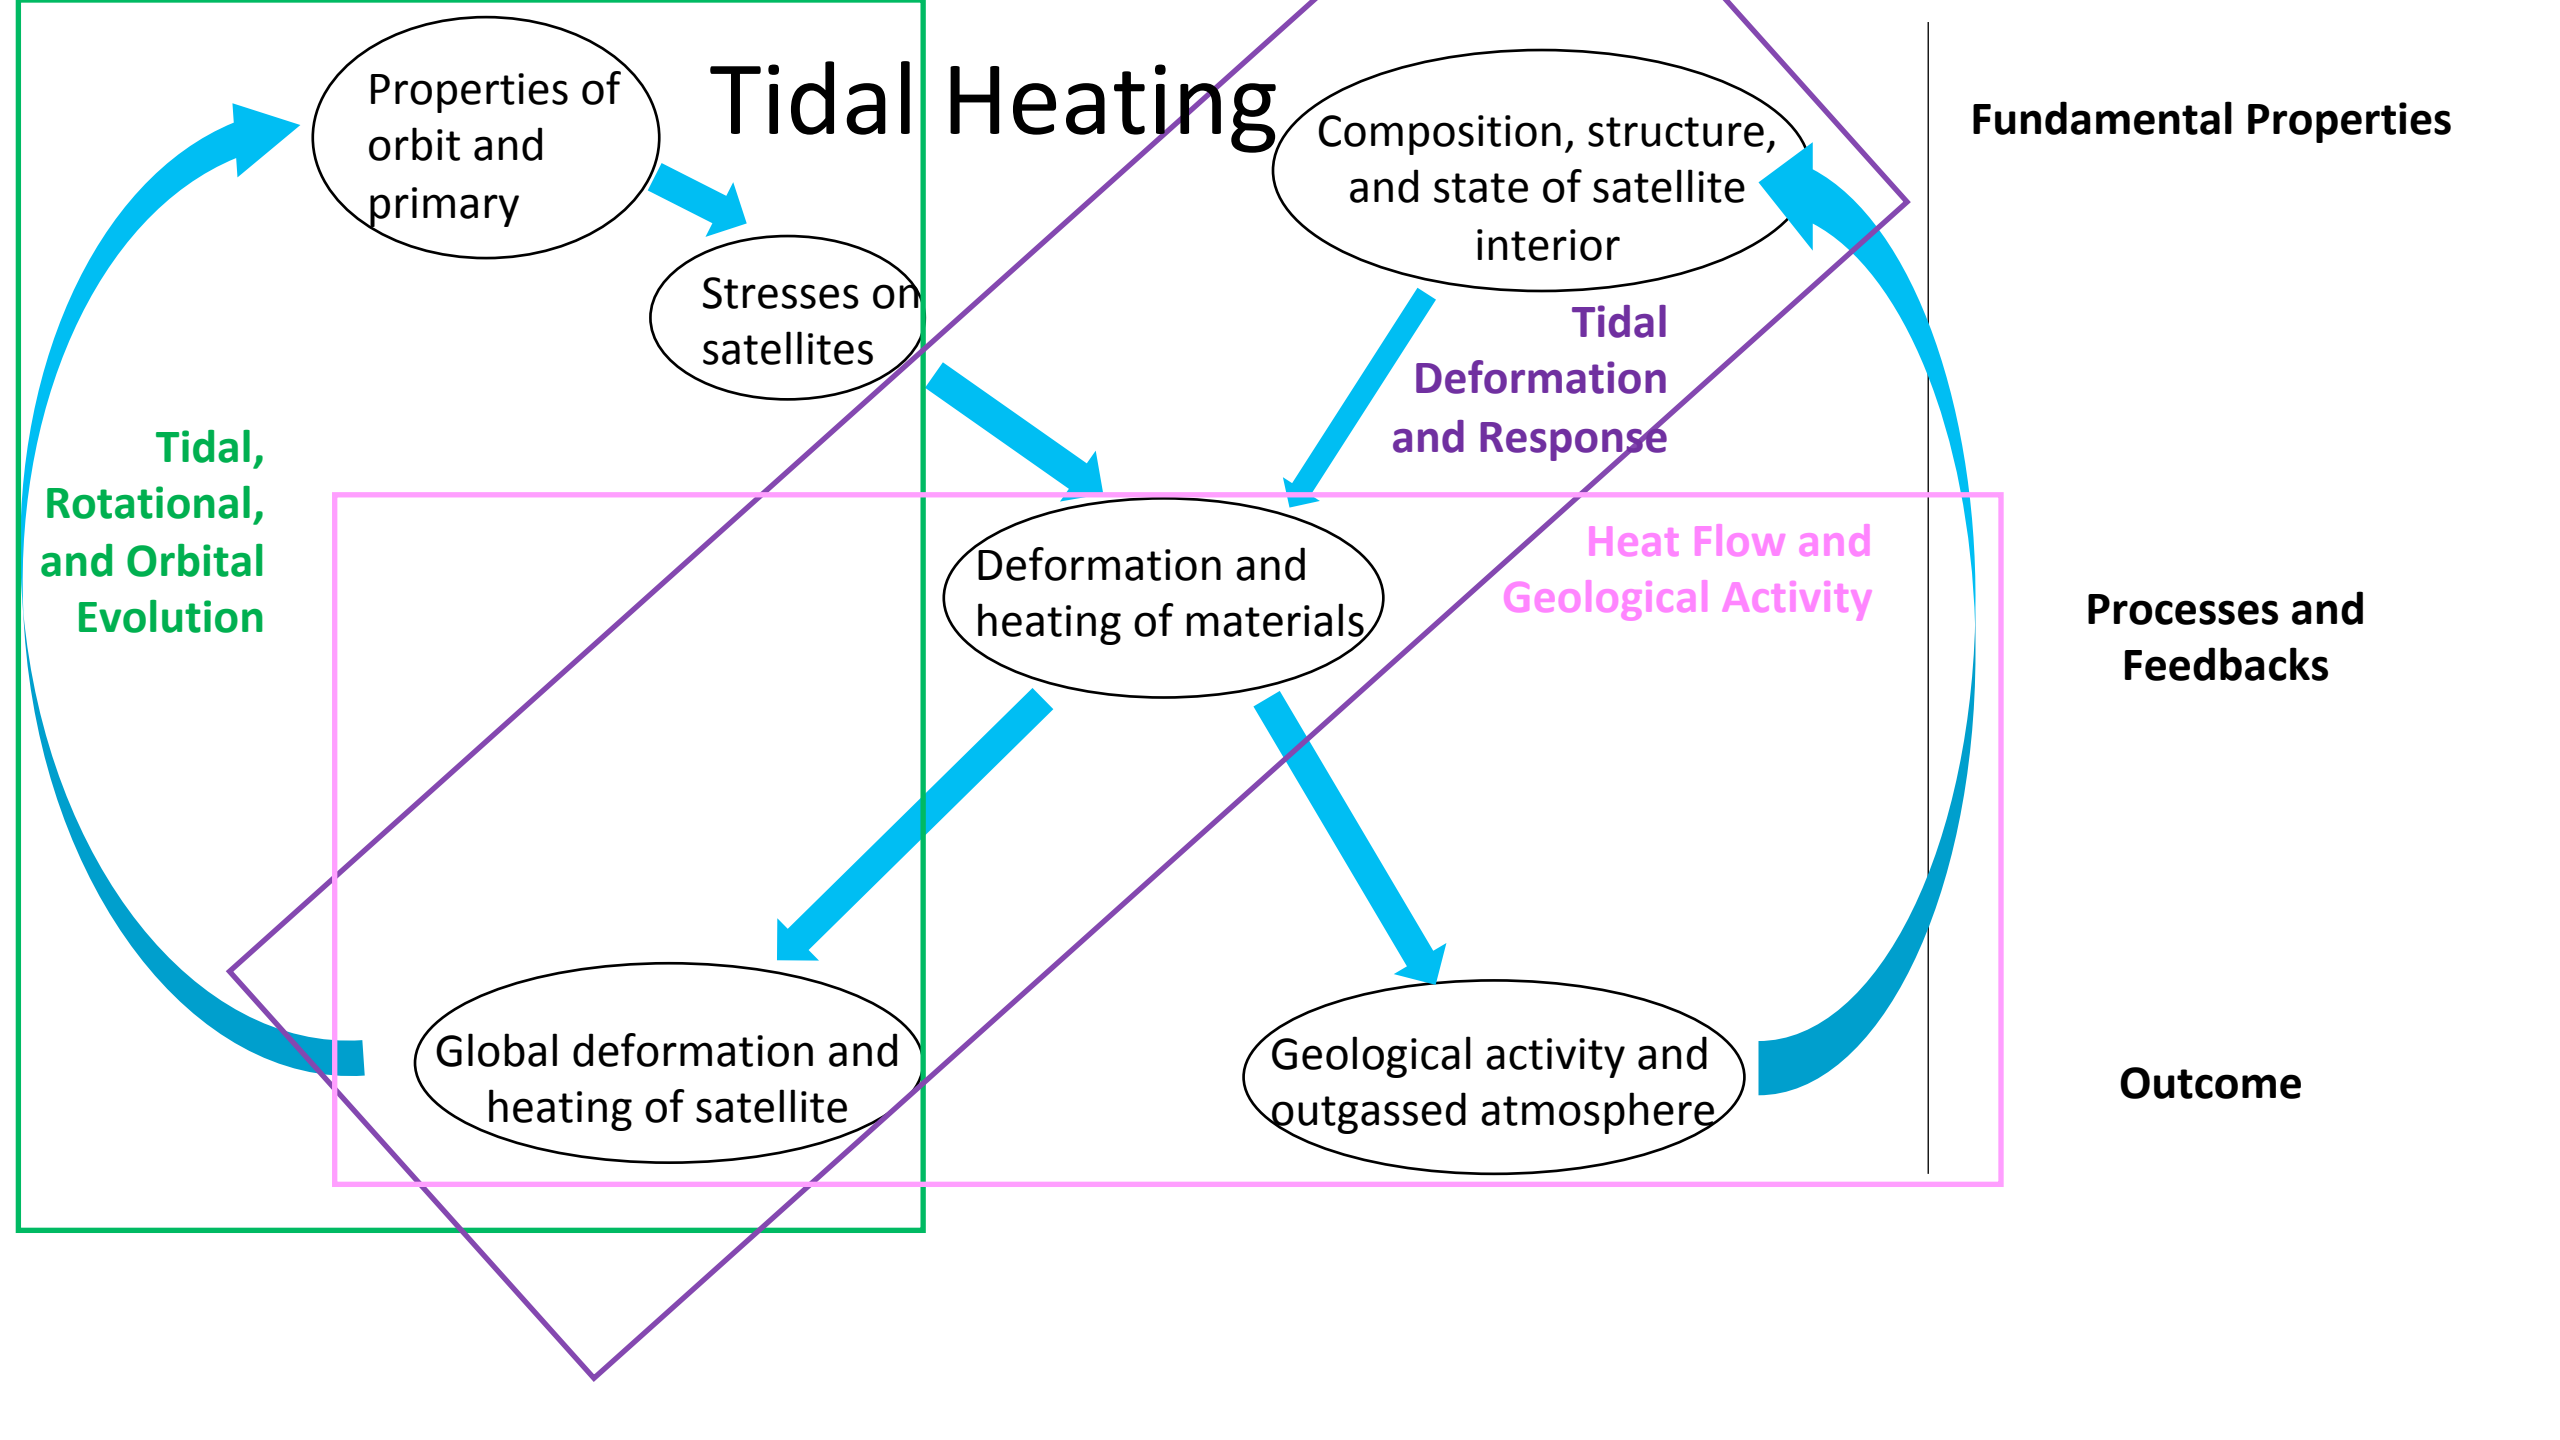 Tidal Heating
Properties of
orbit and
primary
Composition, structure,
and state of satellite
interior
Fundamental Properties
Stresses on
satellites
Tidal
Deformation
and Response
Tidal,
Rotational,
and Orbital
Evolution
Deformation and
heating of materials
Heat Flow and
Geological Activity
Processes and
Feedbacks
Global deformation and
heating of satellite
Geological activity and
outgassed atmosphere
Outcome